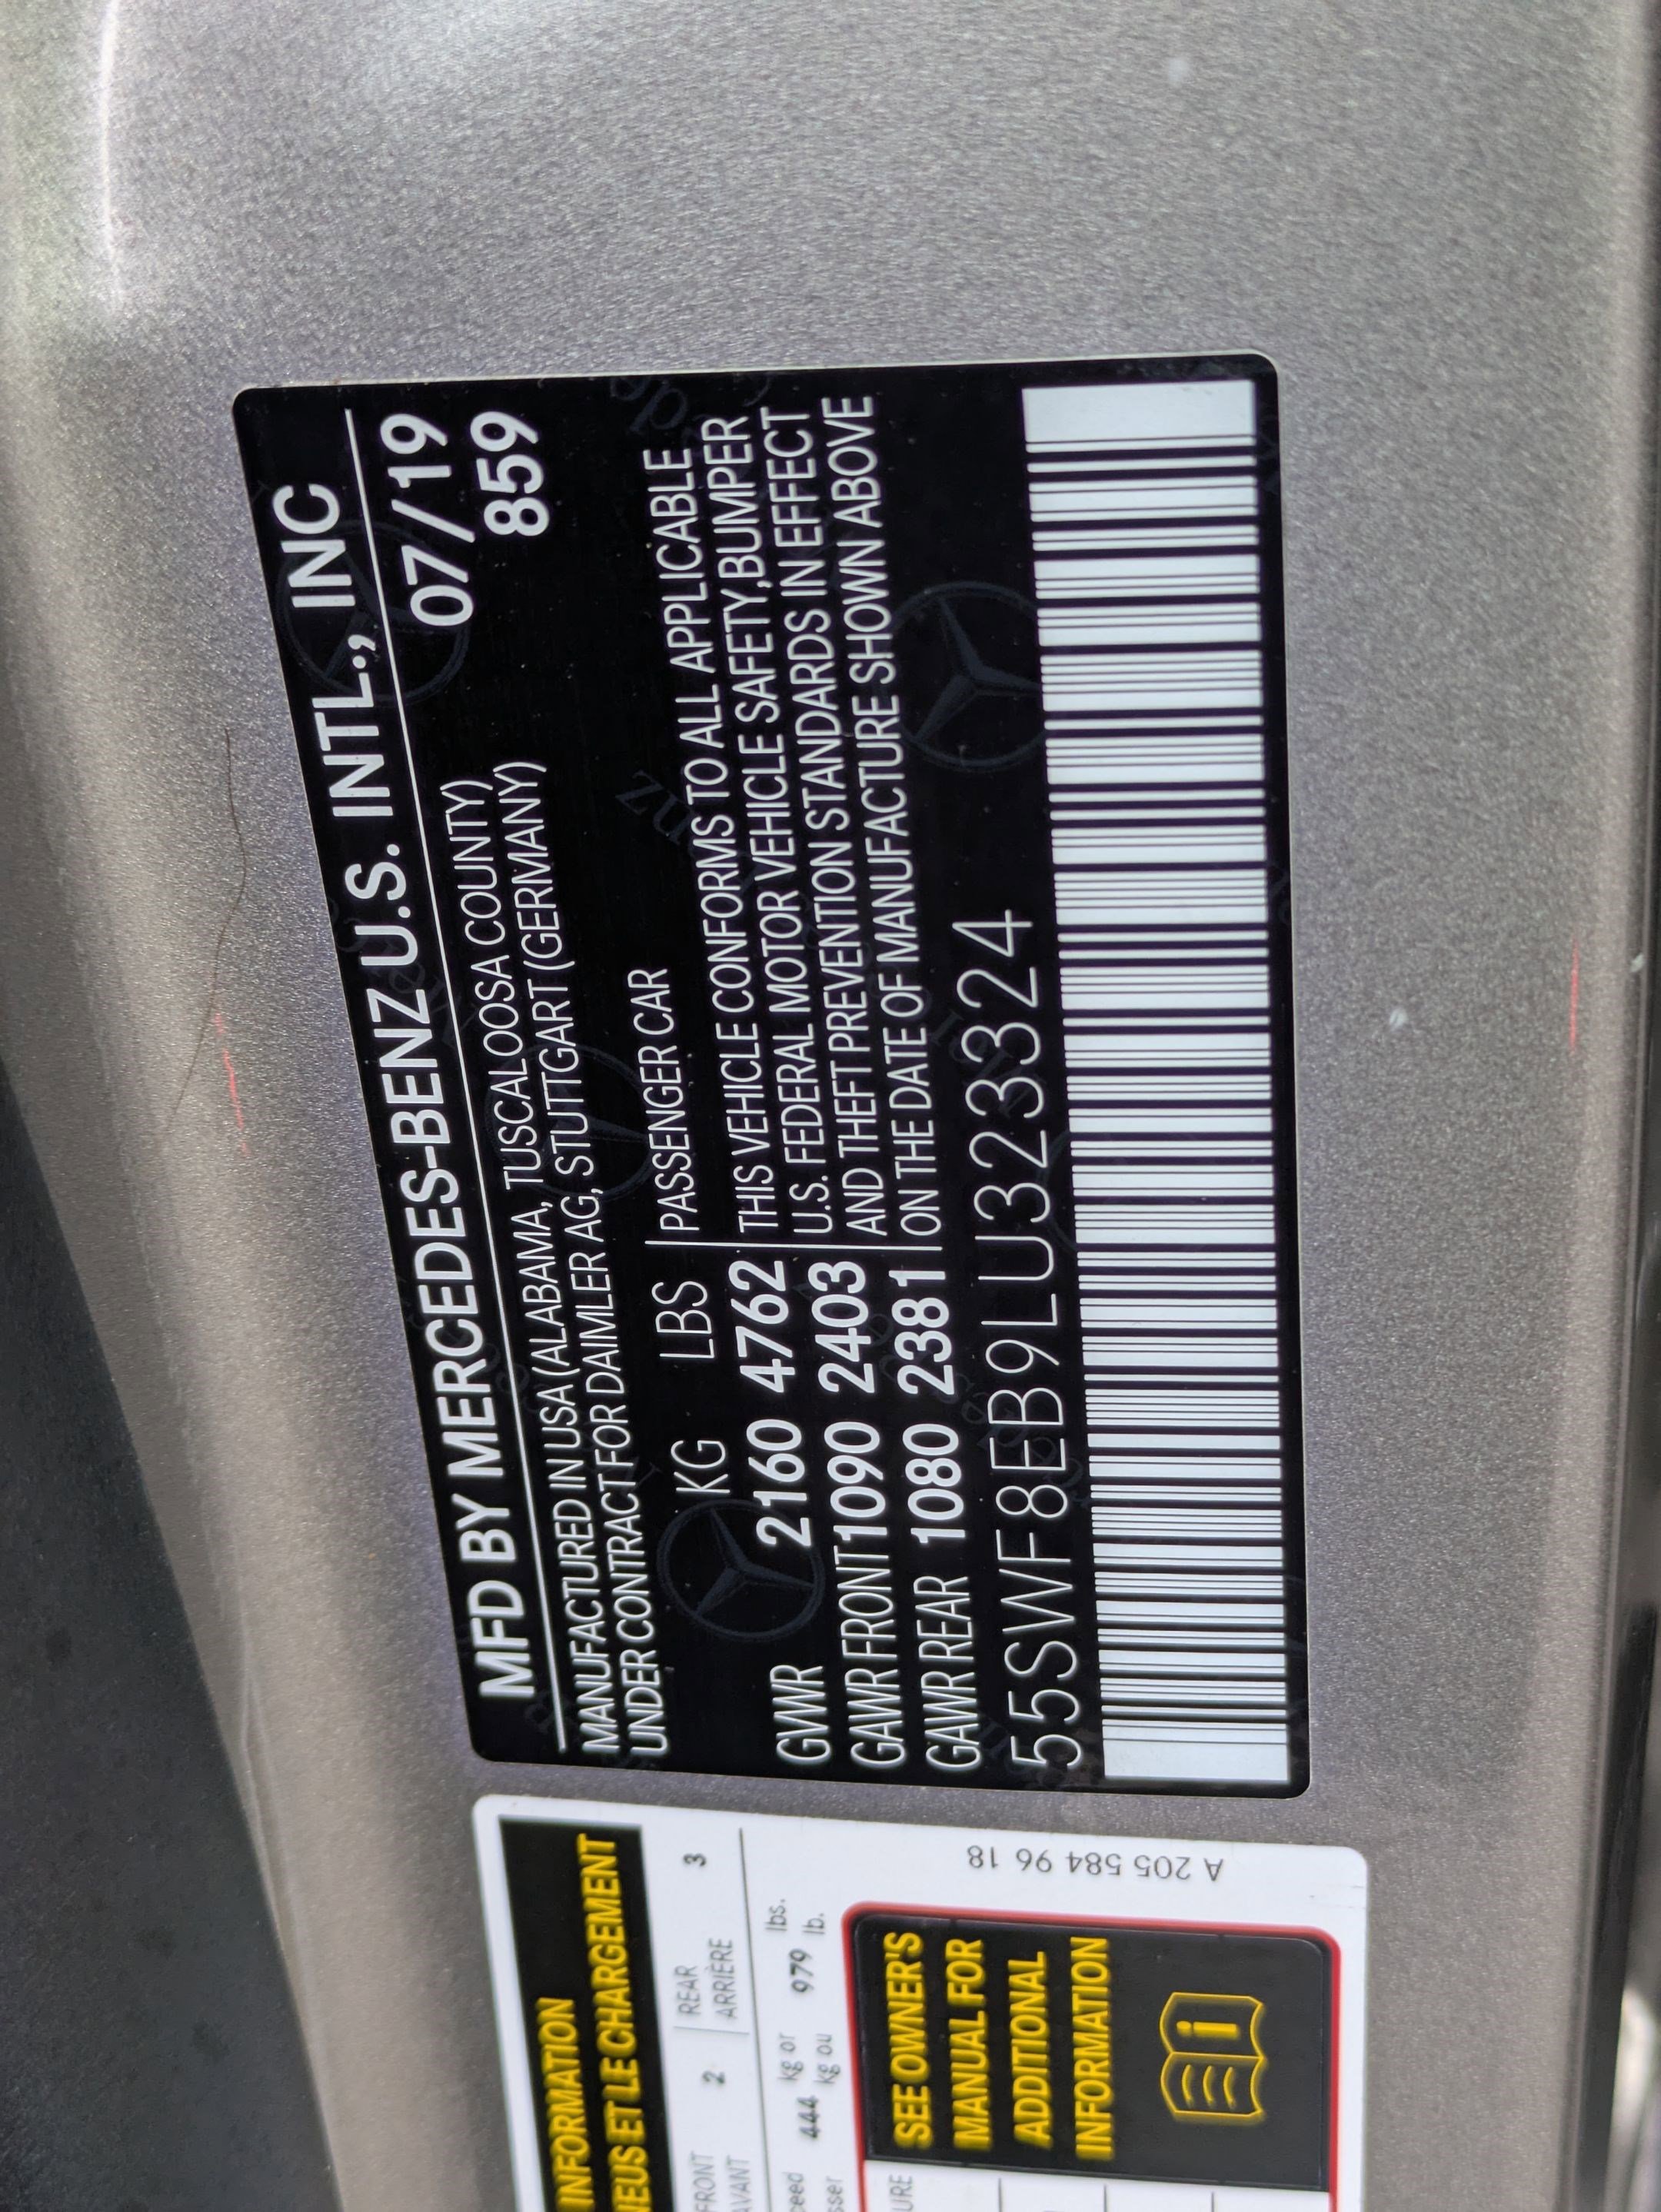 MFD BY MERCEDES-BENZ U.S. INTL., INC
07/19
MANUFACTURED IN USA (ALABAMA, TUSCALOOSA COUNTY)
UNDER CONTRACT FOR DAIMLER AG, STUTTGART (GERMANY)
859
KG LBS PASSENGER CAR
GVWR 2160 4762 THIS VEHICLE CONFORMS TO ALL APPLICABLE
GAWR FRONT 1090 2403 U.S. FEDERAL MOTOR VEHICLE SAFETY,BUMPER
AND THEFT PREVENTION STANDARDS IN EFFECT
GAWR REAR 1080 2381 ON THE DATE OF MANUFACTURE SHOWN ABOVE
55SWF8EB9LU323324
INFORMATION
ET LE CHARGEMENT
FRONT 2 REAR 3
AVANT ARRIÈRE
444 kg or 979 lbs.
kg ou lb.
SEE OWNER'S
MANUAL FOR
ADDITIONAL
INFORMATION
A 205 584 96 18